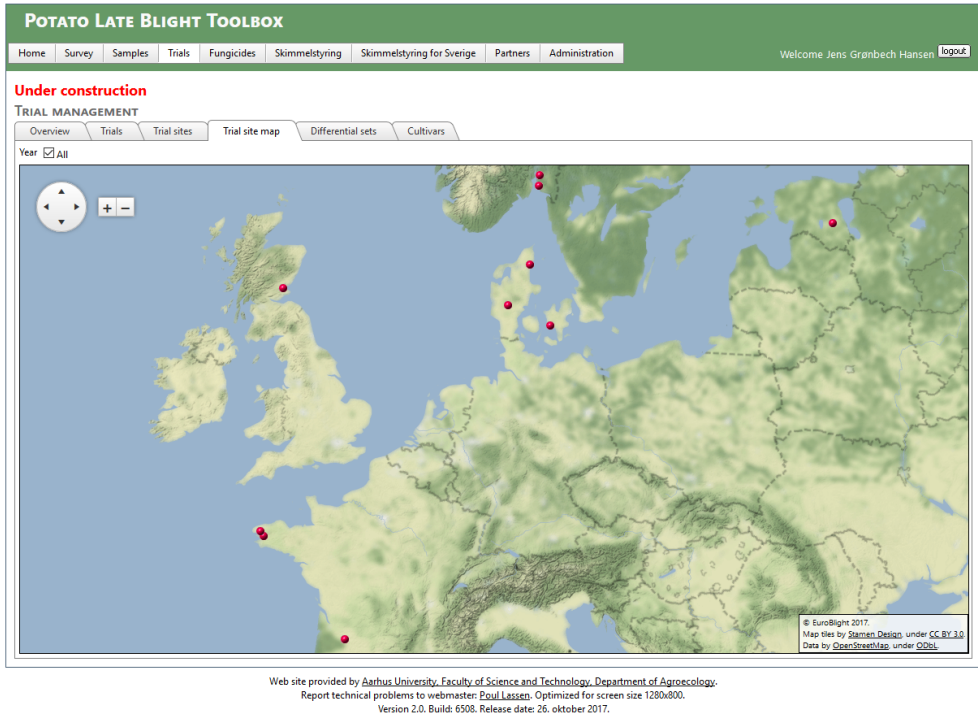 POTATO LATE BLIGHT TOOLBOX
Home Survey Samples Trials Fungicides Skimmelstyring Skimmelstyring for Sverige Partners Administration
Welcome Jens Grønbech Hansen logout
Under construction
TRIAL MANAGEMENT
Overview Trials Trial sites Trial site map Differential sets Cultivars
Year All
+ −
© EuroBlight 2017.
Map tiles by Stamen Design, under CC BY 3.0.
Data by OpenStreetMap, under ODbL.
Web site provided by Aarhus University, Faculty of Science and Technology, Department of Agroecology.
Report technical problems to webmaster: Poul Lassen. Optimized for screen size 1280x800.
Version 2.0. Build: 6508. Release date: 26. oktober 2017.